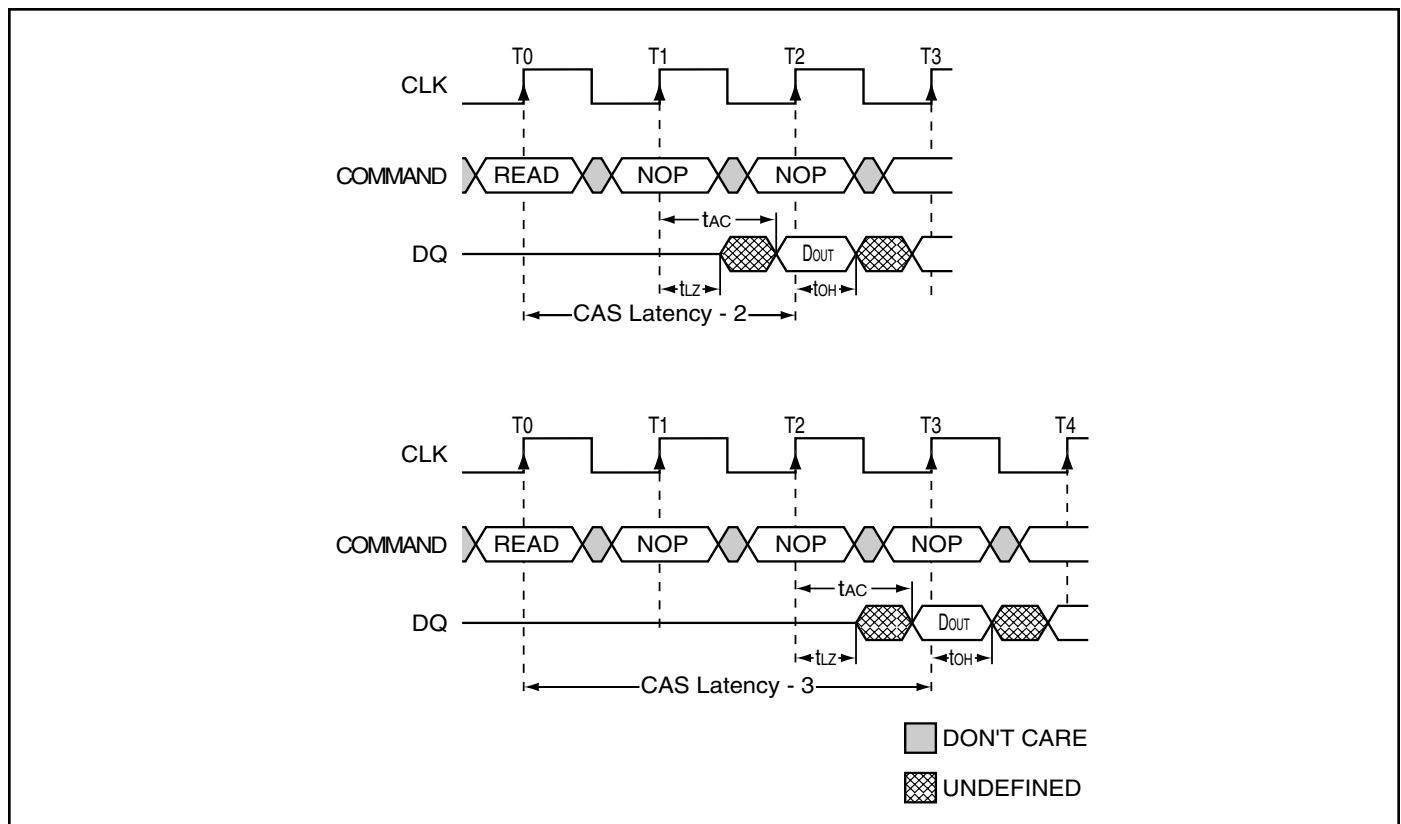 T0 T1 T2 T3
CLK
COMMAND READ NOP NOP
tAC
DQ DOUT
tLZ tOH
CAS Latency - 2
T0 T1 T2 T3 T4
CLK
COMMAND READ NOP NOP NOP
tAC
DQ DOUT
tLZ tOH
CAS Latency - 3
DON'T CARE
UNDEFINED